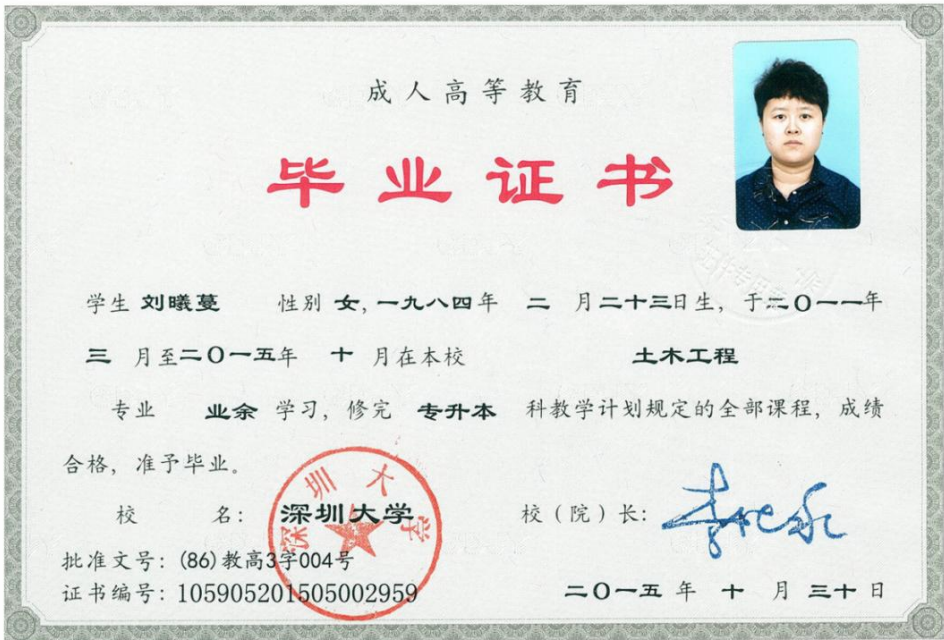 成人高等教育
毕业证书
学生 刘曦蔓 性别 女，一九八四年 二 月二十三日生，于二〇一一年
三 月至二〇一五年 十 月在本校 土木工程
专业 业余 学习，修完 专升本 科教学计划规定的全部课程，成绩
合格，准予毕业。
深圳大学
校 名：深圳大学 校（院）长：
批准文号：(86)教高3字004号
证书编号：105905201505002959 二〇一五 年 十 月 三十 日